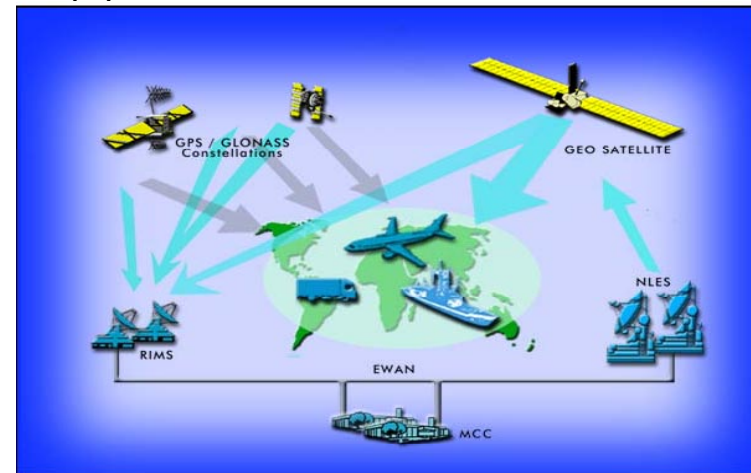 GPS / GLONASS
Constellations
GEO SATELLITE
NLES
RIMS
EWAN
MCC